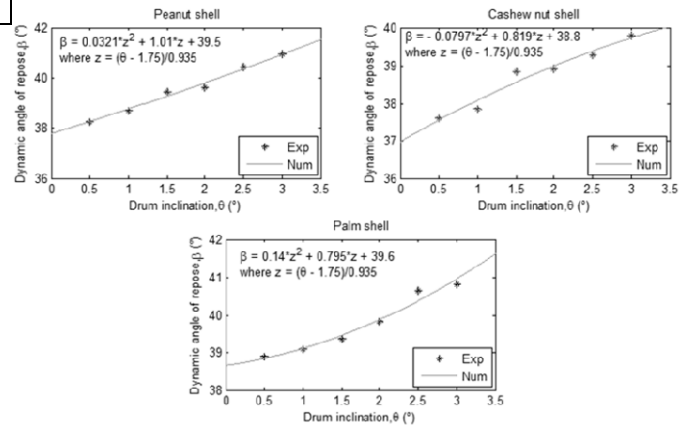 Peanut shell
β = 0.0321*z² + 1.01*z + 39.5
where z = (θ - 1.75)/0.935
Dynamic angle of repose,β (°)
42
40
38
36
0 0.5 1 1.5 2 2.5 3 3.5
Drum inclination,θ (°)
Exp
Num
Cashew nut shell
β = - 0.0797*z² + 0.819*z + 38.8
where z = (θ - 1.75)/0.935
Dynamic angle of repose,β (°)
40
39
38
37
36
0 0.5 1 1.5 2 2.5 3 3.5
Drum inclination,θ (°)
Exp
Num
Palm shell
β = 0.14*z² + 0.795*z + 39.6
where z = (θ - 1.75)/0.935
Dynamic angle of repose,β (°)
42
41
40
39
38
0 0.5 1 1.5 2 2.5 3 3.5
Drum inclination,θ (°)
Exp
Num